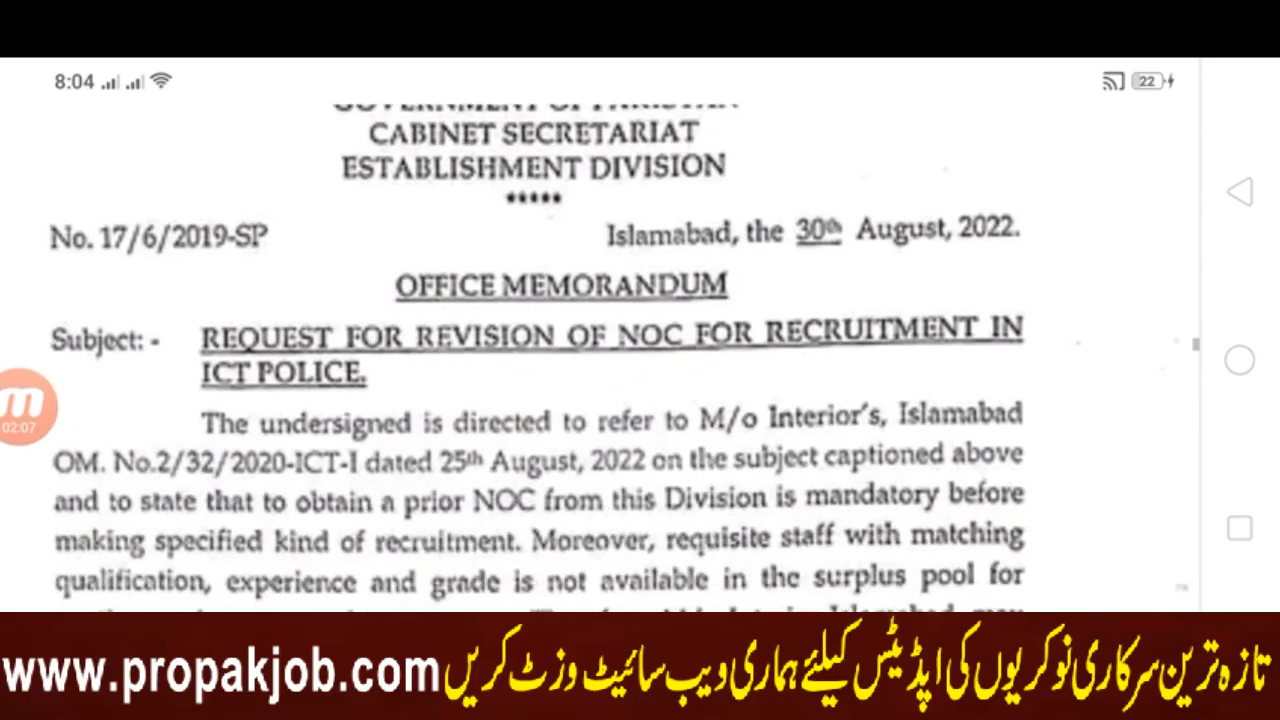 8:04
22
GOVERNMENT OF PAKISTAN
CABINET SECRETARIAT
ESTABLISHMENT DIVISION
*****
No. 17/6/2019-SP Islamabad, the 30th August, 2022.
OFFICE MEMORANDUM
Subject: - REQUEST FOR REVISION OF NOC FOR RECRUITMENT IN
ICT POLICE.
02:07
The undersigned is directed to refer to M/o Interior's, Islamabad
OM. No.2/32/2020-ICT-I dated 25th August, 2022 on the subject captioned above
and to state that to obtain a prior NOC from this Division is mandatory before
making specified kind of recruitment. Moreover, requisite staff with matching
qualification, experience and grade is not available in the surplus pool for
تازہ ترین سرکاری نوکریوں کی اپڈیٹس کیلئے ہماری ویب سائیٹ وزٹ کریں www.propakjob.com